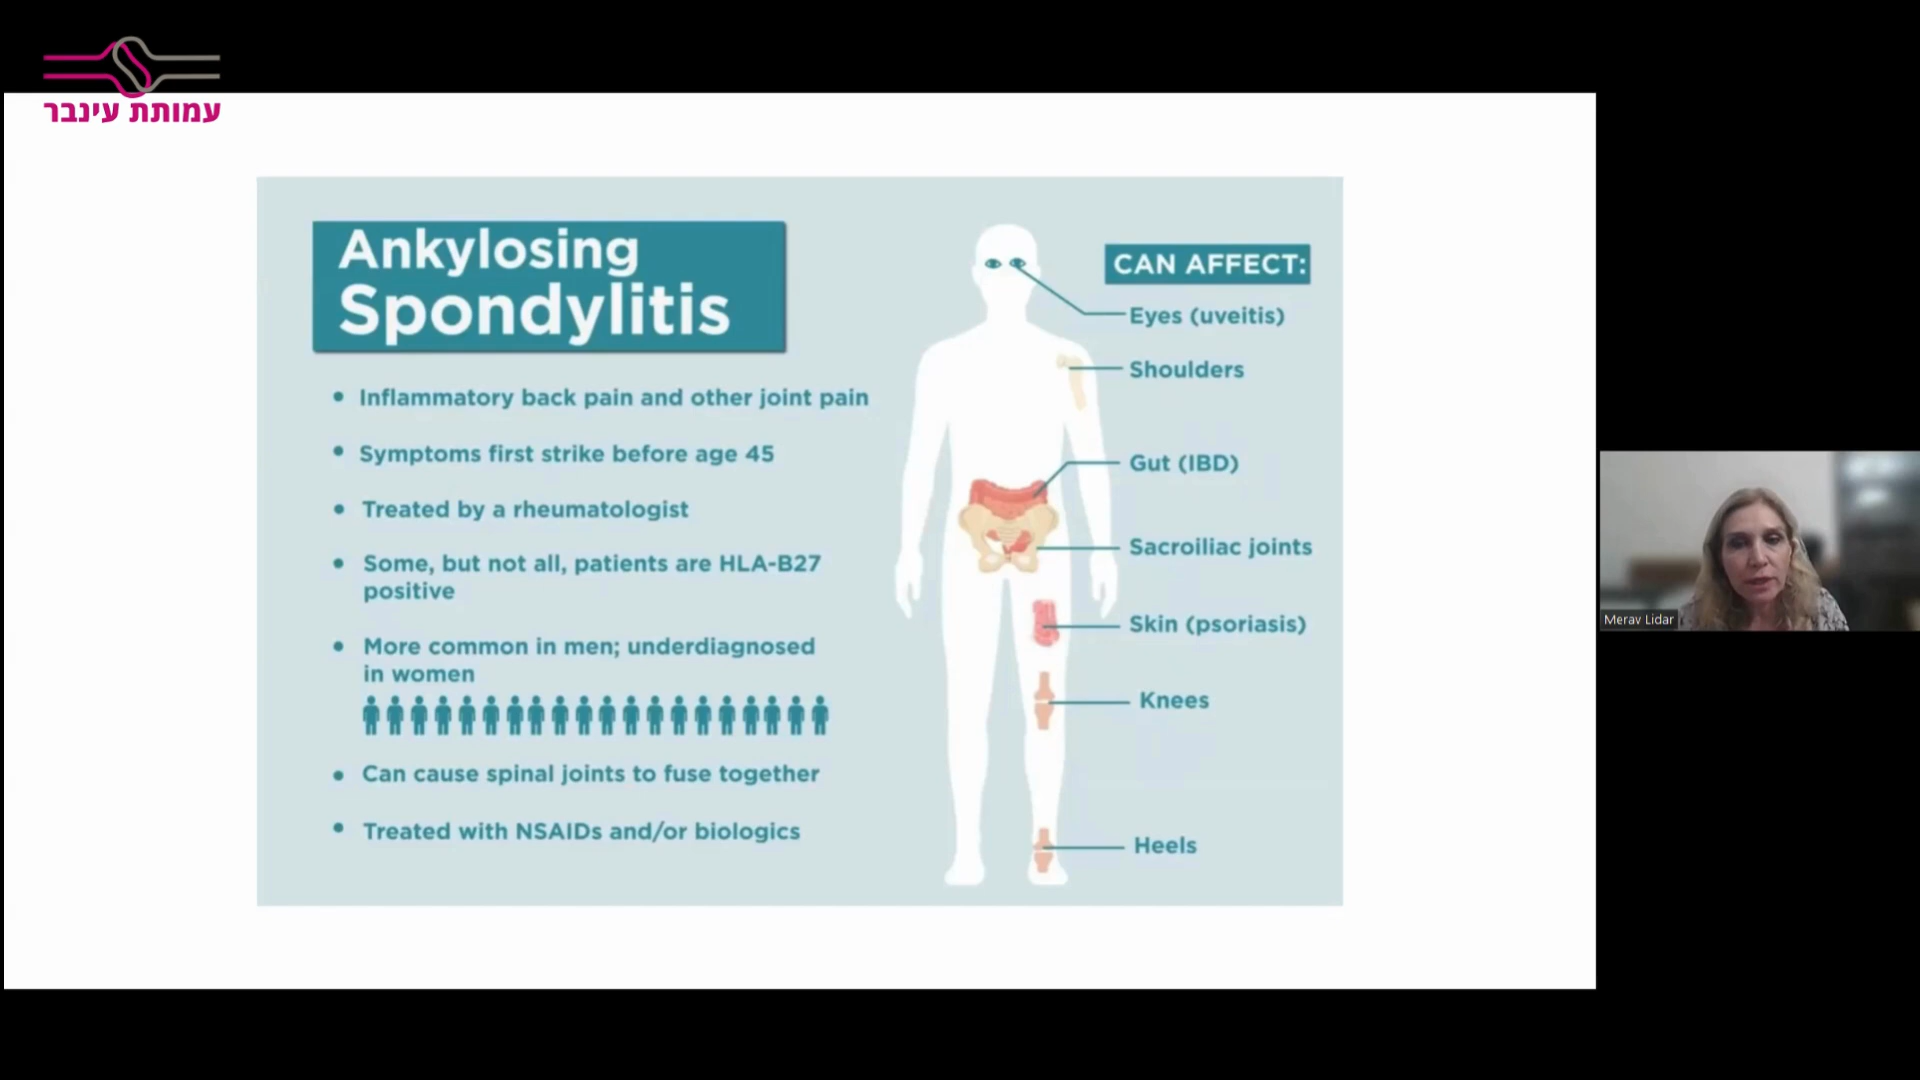 עמותת עינבר
Ankylosing
Spondylitis
• Inflammatory back pain and other joint pain
• Symptoms first strike before age 45
• Treated by a rheumatologist
• Some, but not all, patients are HLA-B27
positive
• More common in men; underdiagnosed
in women
• Can cause spinal joints to fuse together
• Treated with NSAIDs and/or biologics
CAN AFFECT:
Eyes (uveitis)
Shoulders
Gut (IBD)
Sacroiliac joints
Skin (psoriasis)
Knees
Heels
Merav Lidar